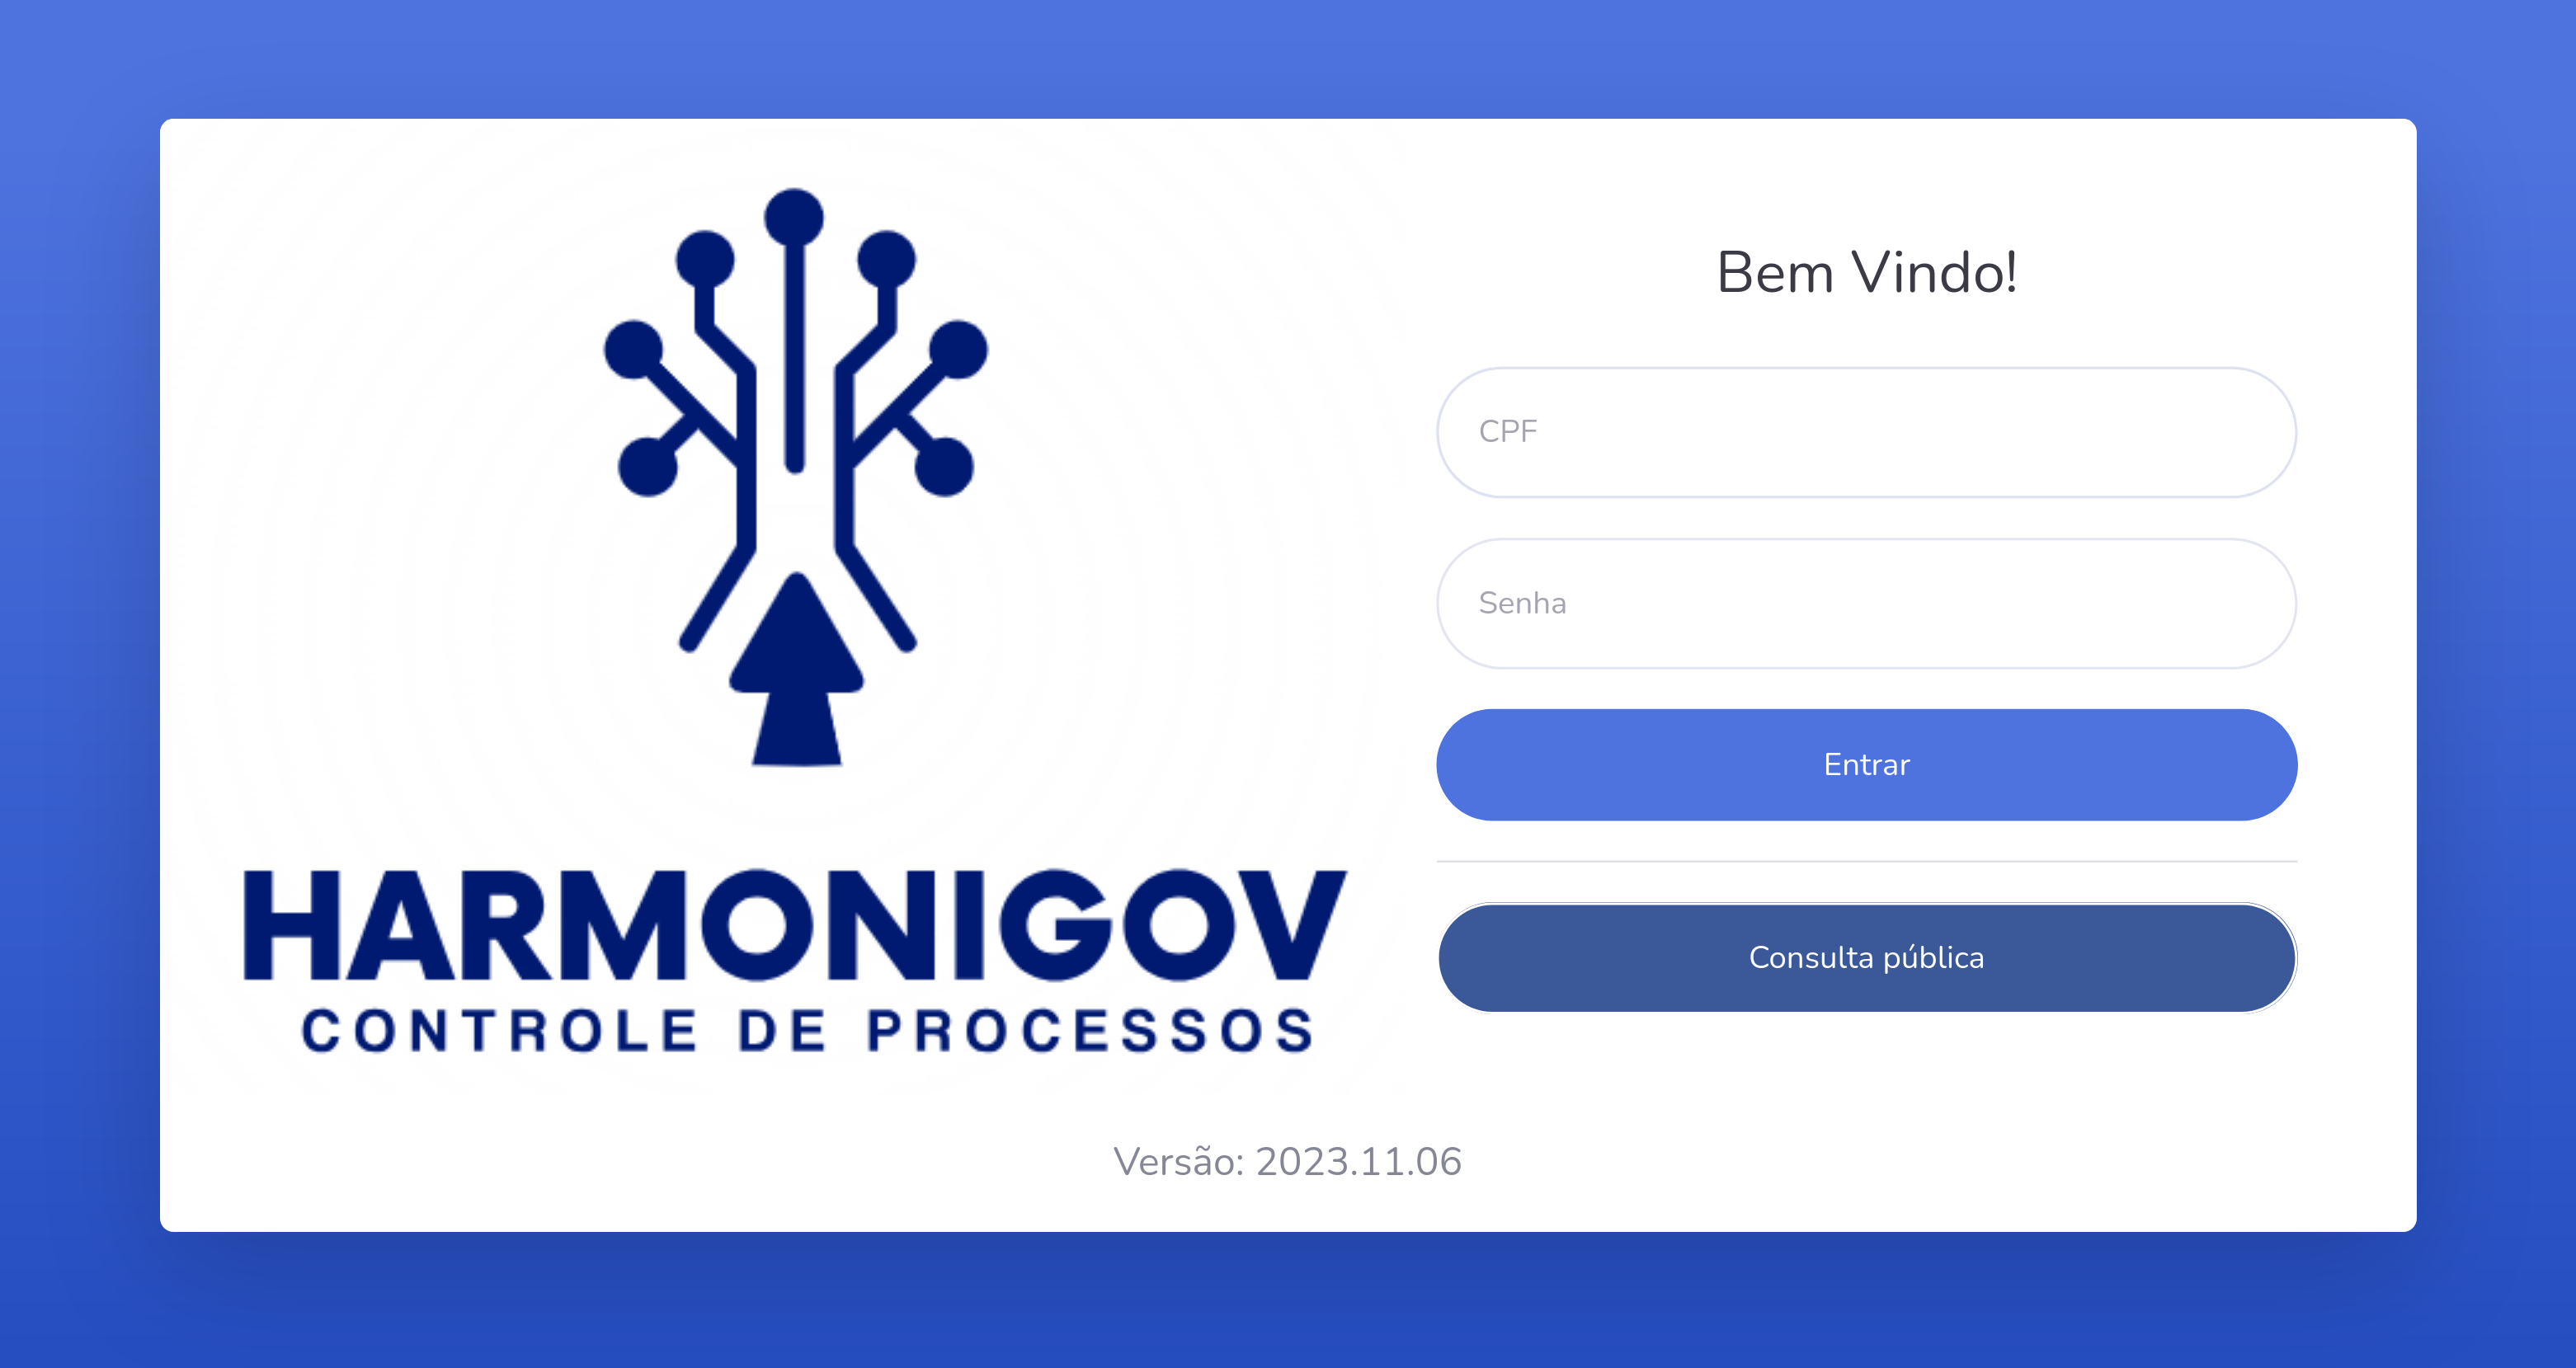 HARMONIGOV
CONTROLE DE PROCESSOS
Bem Vindo!
CPF
Senha
Entrar
Consulta pública
Versão: 2023.11.06